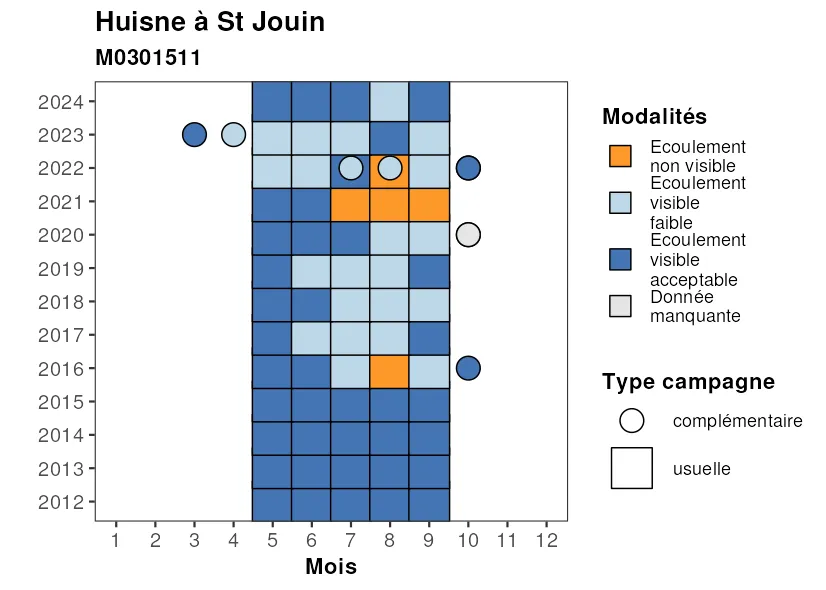 Huisne à St Jouin
M0301511
2024
2023
2022
2021
2020
2019
2018
2017
2016
2015
2014
2013
2012
1 2 3 4 5 6 7 8 9 10 11 12
Mois
Modalités
Ecoulement
non visible
Ecoulement
visible
faible
Ecoulement
visible
acceptable
Donnée
manquante
Type campagne
complémentaire
usuelle